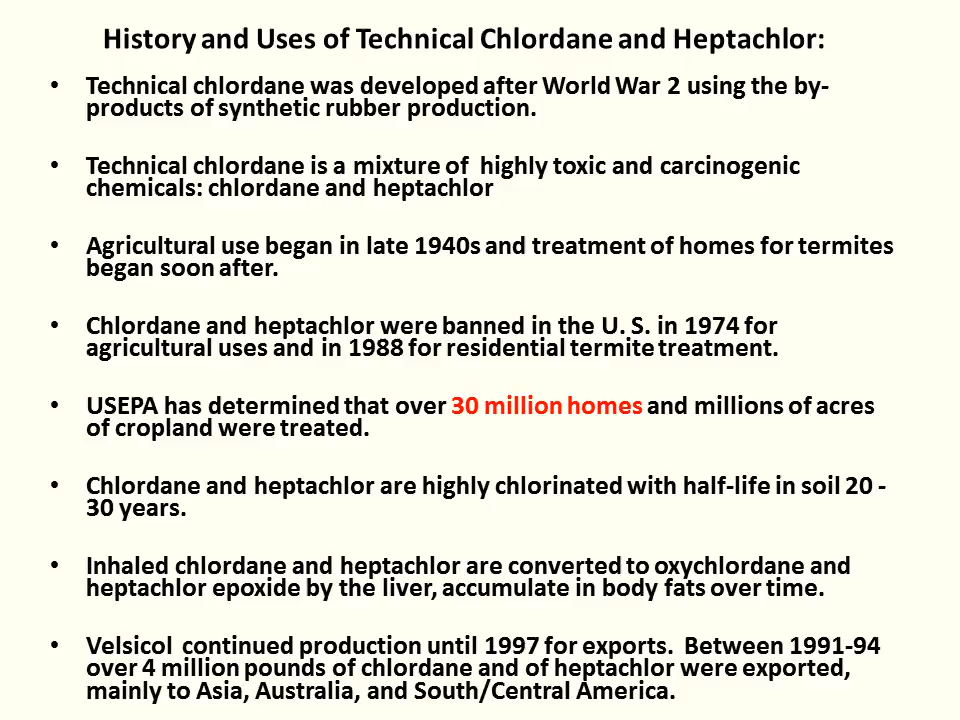 History and Uses of Technical Chlordane and Heptachlor:
• Technical chlordane was developed after World War 2 using the by-
products of synthetic rubber production.
• Technical chlordane is a mixture of  highly toxic and carcinogenic
chemicals: chlordane and heptachlor
• Agricultural use began in late 1940s and treatment of homes for termites
began soon after.
• Chlordane and heptachlor were banned in the U. S. in 1974 for
agricultural uses and in 1988 for residential termite treatment.
• USEPA has determined that over 30 million homes and millions of acres
of cropland were treated.
• Chlordane and heptachlor are highly chlorinated with half-life in soil 20 -
30 years.
• Inhaled chlordane and heptachlor are converted to oxychlordane and
heptachlor epoxide by the liver, accumulate in body fats over time.
• Velsicol  continued production until 1997 for exports.  Between 1991-94
over 4 million pounds of chlordane and of heptachlor were exported,
mainly to Asia, Australia, and South/Central America.